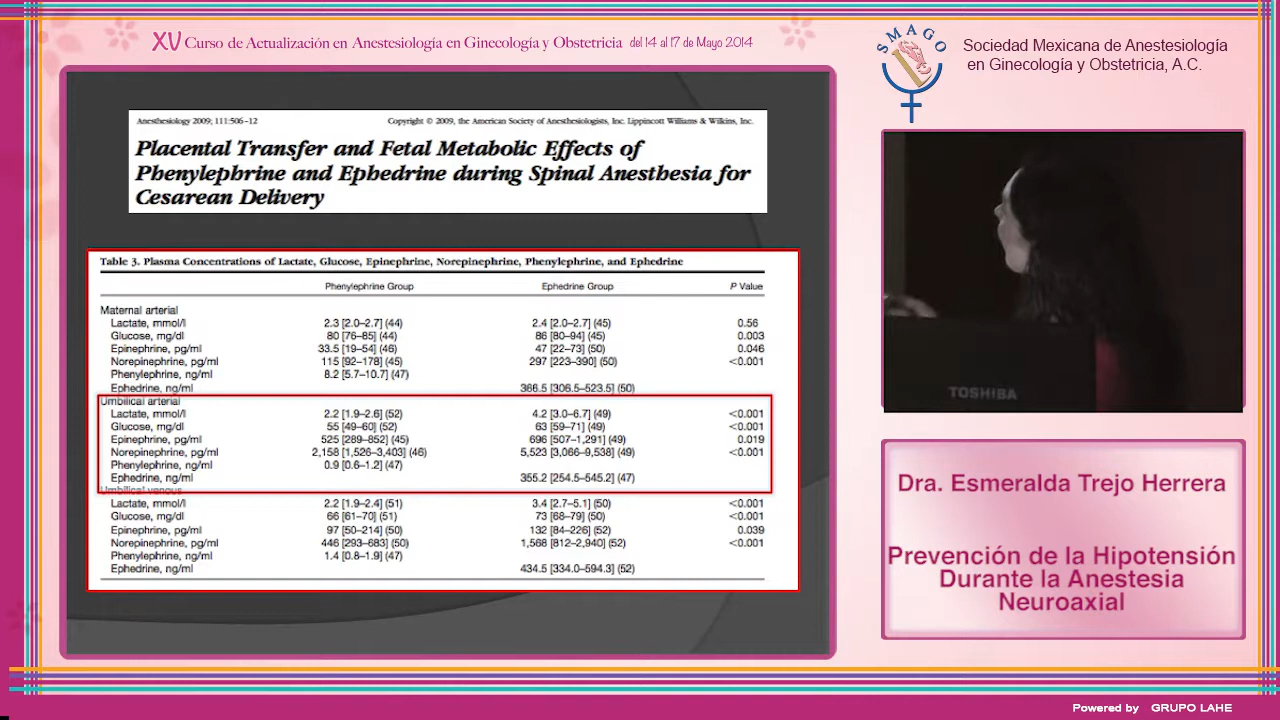 XV Curso de Actualización en Anestesiología en Ginecología y Obstetricia del 14 al 17 de Mayo 2014
SMAGO
Sociedad Mexicana de Anestesiología
en Ginecología y Obstetricia, A.C.
Anesthesiology 2009; 111:506–12 Copyright © 2009, the American Society of Anesthesiologists, Inc. Lippincott Williams & Wilkins, Inc.
Placental Transfer and Fetal Metabolic Effects of
Phenylephrine and Ephedrine during Spinal Anesthesia for
Cesarean Delivery
Table 3. Plasma Concentrations of Lactate, Glucose, Epinephrine, Norepinephrine, Phenylephrine, and Ephedrine
Phenylephrine Group Ephedrine Group P Value
Maternal arterial
Lactate, mmol/l 2.3 [2.0–2.7] (44) 2.4 [2.0–2.7] (45) 0.56
Glucose, mg/dl 80 [76–85] (44) 86 [80–94] (45) 0.003
Epinephrine, pg/ml 33.5 [19–54] (46) 47 [22–73] (50) 0.046
Norepinephrine, pg/ml 115 [92–178] (45) 297 [223–390] (50) <0.001
Phenylephrine, ng/ml 8.2 [5.7–10.7] (47)
Ephedrine, ng/ml 366.5 [306.5–523.5] (50)
Umbilical arterial
Lactate, mmol/l 2.2 [1.9–2.6] (52) 4.2 [3.0–6.7] (49) <0.001
Glucose, mg/dl 55 [49–60] (52) 63 [59–71] (49) <0.001
Epinephrine, pg/ml 525 [289–852] (45) 696 [507–1,291] (49) 0.019
Norepinephrine, pg/ml 2,158 [1,526–3,403] (46) 5,523 [3,066–9,538] (49) <0.001
Phenylephrine, ng/ml 0.9 [0.6–1.2] (47)
Ephedrine, ng/ml 355.2 [254.5–545.2] (47)
Umbilical venous
Lactate, mmol/l 2.2 [1.9–2.4] (51) 3.4 [2.7–5.1] (50) <0.001
Glucose, mg/dl 66 [61–70] (51) 73 [68–79] (50) <0.001
Epinephrine, pg/ml 97 [50–214] (50) 132 [84–226] (52) 0.039
Norepinephrine, pg/ml 446 [293–683] (50) 1,568 [812–2,940] (52) <0.001
Phenylephrine, ng/ml 1.4 [0.8–1.9] (47)
Ephedrine, ng/ml 434.5 [334.0–594.3] (52)
TOSHIBA
Dra. Esmeralda Trejo Herrera
Prevención de la Hipotensión
Durante la Anestesia
Neuroaxial
Powered by GRUPO LAHE